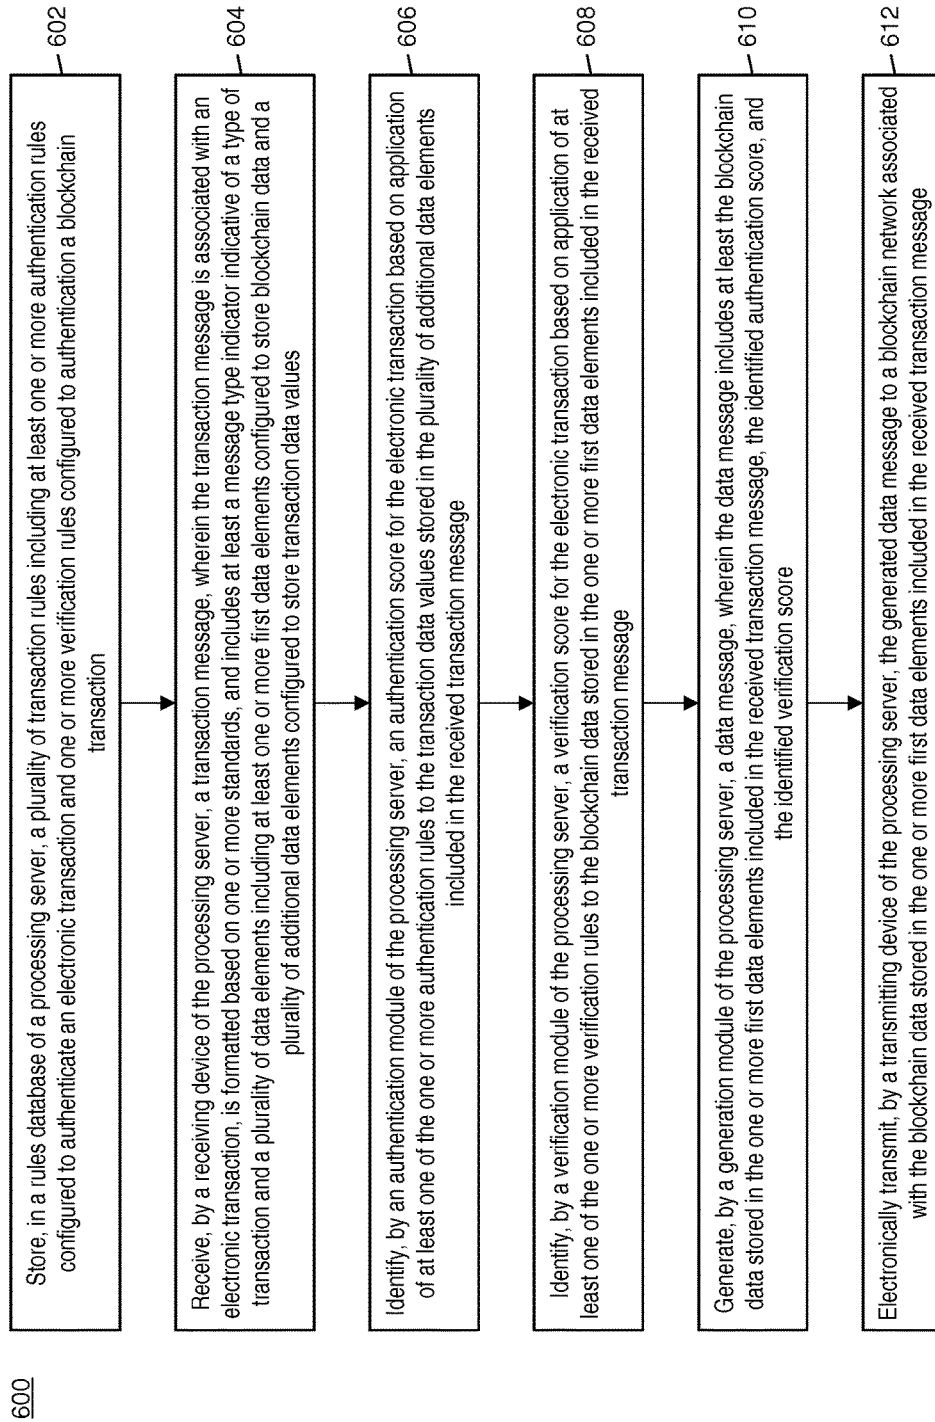 600
Store, in a rules database of a processing server, a plurality of transaction rules including at least one or more authentication rules
configured to authenticate an electronic transaction and one or more verification rules configured to authentication a blockchain
transaction
602
Receive, by a receiving device of the processing server, a transaction message, wherein the transaction message is associated with an
electronic transaction, is formatted based on one or more standards, and includes at least a message type indicator indicative of a type of
transaction and a plurality of data elements including at least one or more first data elements configured to store blockchain data and a
plurality of additional data elements configured to store transaction data values
604
Identify, by an authentication module of the processing server, an authentication score for the electronic transaction based on application
of at least one of the one or more authentication rules to the transaction data values stored in the plurality of additional data elements
included in the received transaction message
606
Identify, by a verification module of the processing server, a verification score for the electronic transaction based on application of at
least one of the one or more verification rules to the blockchain data stored in the one or more first data elements included in the received
transaction message
608
Generate, by a generation module of the processing server, a data message, wherein the data message includes at least the blockchain
data stored in the one or more first data elements included in the received transaction message, the identified authentication score, and
the identified verification score
610
Electronically transmit, by a transmitting device of the processing server, the generated data message to a blockchain network associated
with the blockchain data stored in the one or more first data elements included in the received transaction message
612